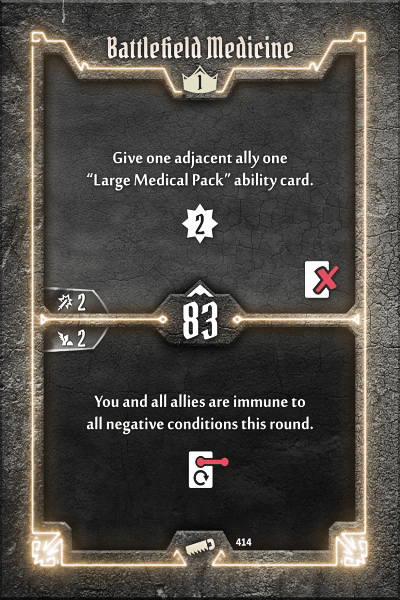 Battlefield Medicine
1
Give one adjacent ally one
“Large Medical Pack” ability card.
2
2
83
2
You and all allies are immune to
all negative conditions this round.
414